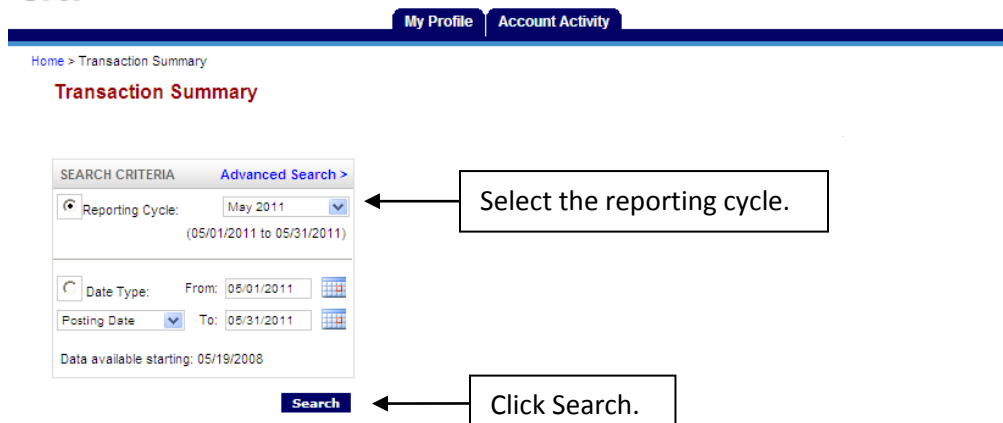 My Profile Account Activity
Home > Transaction Summary
Transaction Summary
SEARCH CRITERIA Advanced Search >
Reporting Cycle: May 2011
(05/01/2011 to 05/31/2011)
Select the reporting cycle.
Date Type: From: 05/01/2011
Posting Date To: 05/31/2011
Data available starting: 05/19/2008
Search
Click Search.